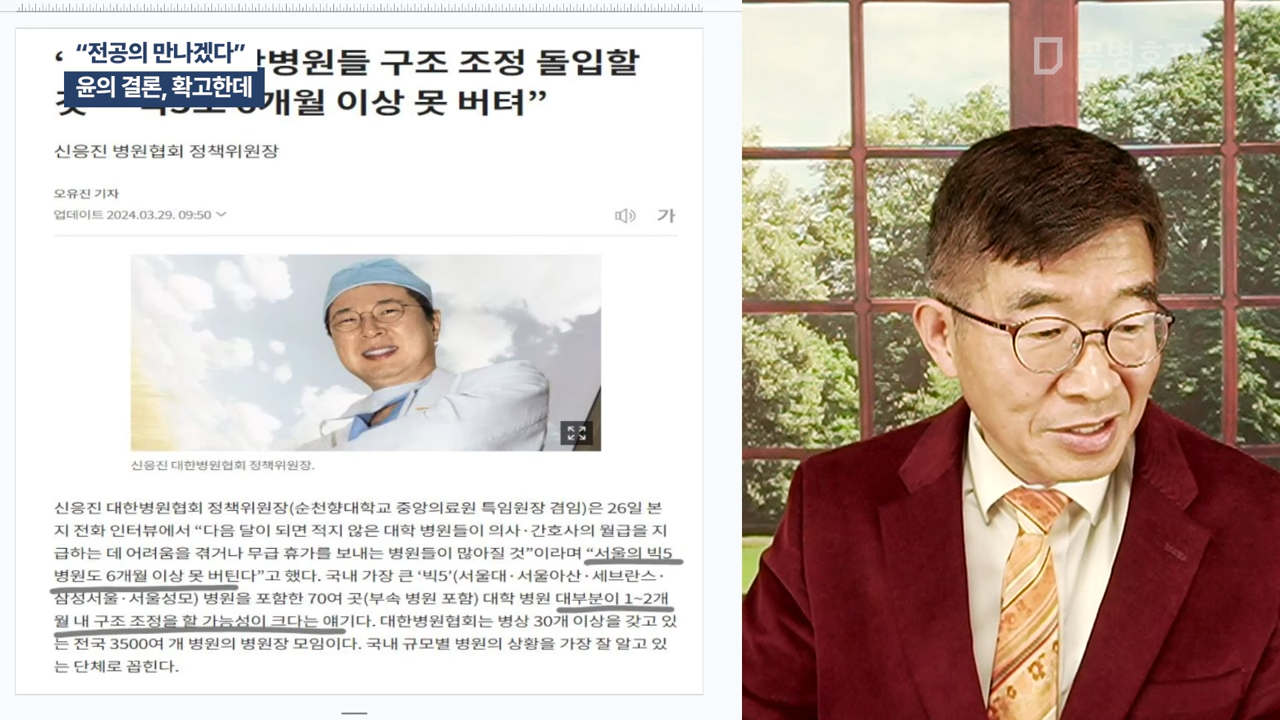 “전공의 만나겠다”
윤의 결론, 확고한데
병원들 구조 조정 돌입할
6개월 이상 못 버텨”
신응진 병원협회 정책위원장
오유진 기자
업데이트 2024.03.29. 09:50
가
신응진 대한병원협회 정책위원장.
신응진 대한병원협회 정책위원장(순천향대학교 중앙의료원 특임원장 겸임)은 26일 본
지 전화 인터뷰에서 “다음 달이 되면 적지 않은 대학 병원들이 의사·간호사의 월급을 지
급하는 데 어려움을 겪거나 무급 휴가를 보내는 병원들이 많아질 것”이라며 “서울의 빅5
병원도 6개월 이상 못 버틴다”고 했다. 국내 가장 큰 ‘빅5’(서울대·서울아산·세브란스·
삼성서울·서울성모) 병원을 포함한 70여 곳(부속 병원 포함) 대학 병원 대부분이 1~2개
월 내 구조 조정을 할 가능성이 크다는 얘기다. 대한병원협회는 병상 30개 이상을 갖고 있
는 전국 3500여 개 병원의 병원장 모임이다. 국내 규모별 병원의 상황을 가장 잘 알고 있
는 단체로 꼽힌다.
공병호